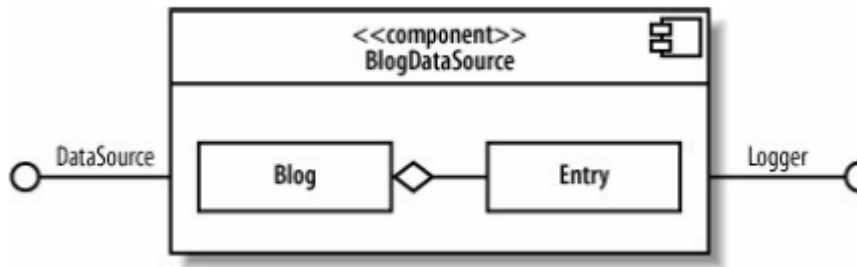 <<component>>
BlogDataSource
DataSource
Blog
Entry
Logger